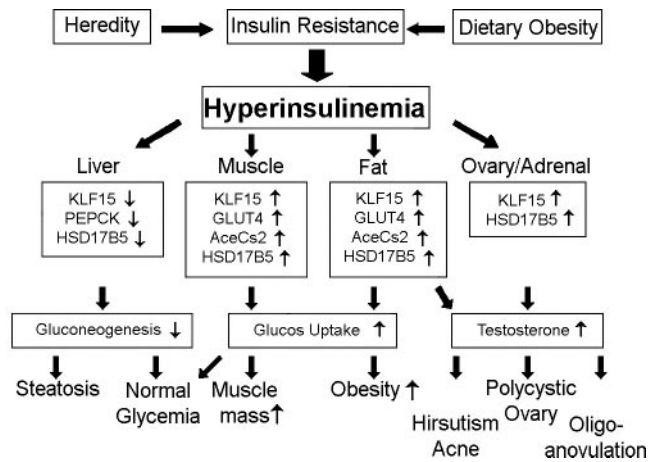 Heredity
Insulin Resistance
Dietary Obesity
Hyperinsulinemia
Liver
Muscle
Fat
Ovary/Adrenal
KLF15 ↓
PEPCK ↓
HSD17B5 ↓
KLF15 ↑
GLUT4 ↑
AceCs2 ↑
HSD17B5 ↑
KLF15 ↑
GLUT4 ↑
AceCs2 ↑
HSD17B5 ↑
KLF15 ↑
HSD17B5 ↑
Gluconeogenesis ↓
Glucos Uptake ↑
Testosterone ↑
Steatosis
Normal
Glycemia
Muscle
mass ↑
Obesity ↑
Hirsutism
Acne
Polycystic
Ovary
Oligo-
anovulation